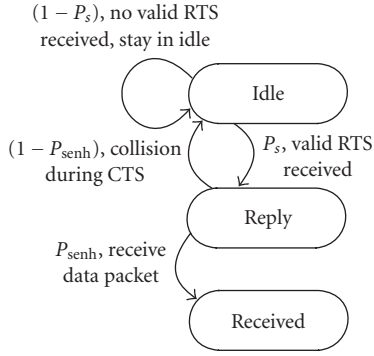 (1 − P_s), no valid RTS
received, stay in idle
Idle
(1 − P_senh), collision
during CTS
P_s, valid RTS
received
Reply
P_senh, receive
data packet
Received